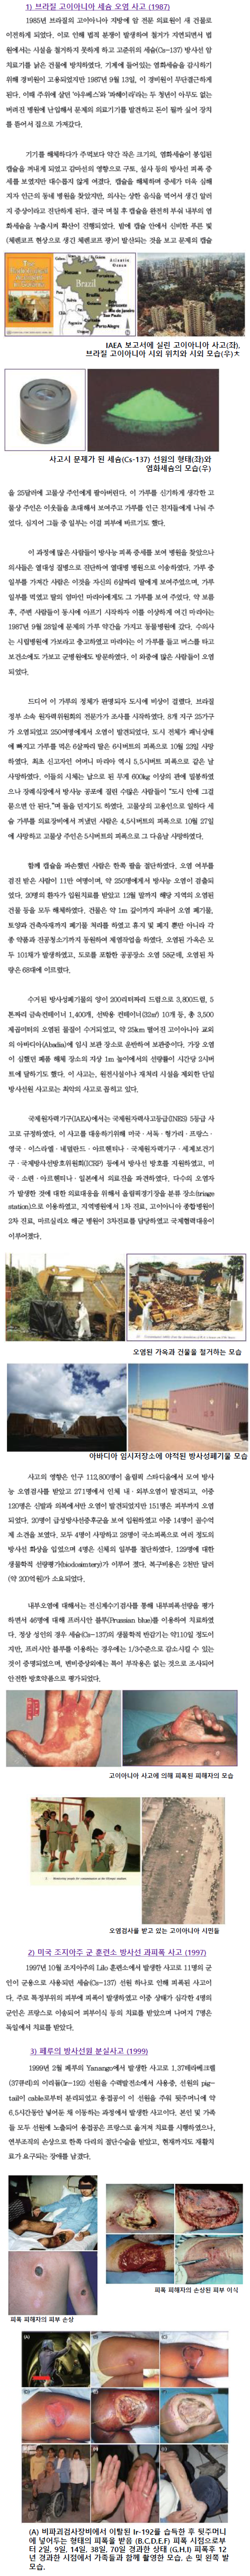 1) 브라질 고이아니아 세슘 오염 사고 (1987)
1985년 브라질의 고이아니아 지방에 암 전문 의료원이 새 건물로
이전하게 되었다. 이로 인해 법적 분쟁이 발생하여 철거가 지연되면서 병
원에서는 시설을 철거하지 못하게 하고 고준위의 세슘(Cs-137) 방사선 암
치료기를 낡은 건물에 방치하였다. 기계에 들어있는 염화세슘을 감시하기
위해 경비원이 고용되었지만 1987년 9월 13일, 이 경비원이 무단결근하게
된다. 이때 주위에 살던
버려진 병원에 난입해서 문제의 의료기기를 발견하고 돈이 될까 싶어 장치
를 뜯어서 집으로 가져갔다.
기기를 해체하다가 주먹보다 약간 작은 크기의, 염화세슘이 봉입된
캡슐을 꺼내게 되었고 감마선의 영향으로 구토, 설사 등의 방사선 피폭 증
세를 보였지만 대수롭지 않게 여겼다. 캡슐을 해체하며 증세가 더욱 심해
지자 인근의 동네 병원을 찾았지만, 의사는 상한 음식을 먹어서 생긴 알러
지 증상이라고 진단하게 된다. 결국 며칠 후 캡슐을 완전히 부숴 내부의 염
화세슘을 누출시켜 확산이 진행되었다. 밤에 캡슐 안에서 신비한 푸른 빛
(체렌코프 현상으로 생긴 체렌코프 광)이 발산되는 것을 보고 문제의 캡슐
Brazil
IAEA 보고서에 실린 고이아니아 사고(좌),
브라질 고이아니아 시의 위치와 시의 모습(우)ㅊ
사고시 문제가 된 세슘(Cs-137) 선원의 형태(좌)와
염화세슘의 모습(우)
을 25달러에 고물상 주인에게 팔아버린다. 이 가루를 신기하게 생각한 고
물상 주인은 이웃들을 초대해서 보여주고 가루를 인근 친지들에게 나눠 주
었다. 심지어 그들 중 일부는 이걸 피부에 바르기도 했다.
이 과정에 많은 사람들이 방사능 피폭 증세를 보여 병원을 찾았으나
의사들은 열대성 질병으로 진단하여 열대병 병원으로 이송하였다. 가루 중
일부를 가져간 사람은 이것을 자신의 6살짜리 딸에게 보여주었으며, 가루
일부를 먹였고 딸의 엄마인 마리아에게도 그 가루를 보여 주었다. 약 보름
후, 주변 사람들이 동시에 아프기 시작하자 이를 이상하게 여긴 마리아는
1987년 9월 28일에 문제의 가루 약간을 가지고 동물병원에 갔다. 수의사
는 시립병원에 가보라고 충고하였고 마리아는 이 가루를 들고 버스를 타고
보건소에도 가보고 군병원에도 방문하였다. 이 와중에 많은 사람들이 오염
되었다.
드디어 이 가루의 정체가 판명되자 도시에 비상이 걸렸다. 브라질
정부 소속 원자력위원회의 전문가가 조사를 시작하였다. 8개 지구 25가구
가 오염되었고 250여명에게서 오염이 발견되었다. 도시 전체가 패닉상태
에 빠지고 가루를 먹은 6살짜리 딸은 6시버트의 피폭으로 10월 23일 사망
하였다. 최초 신고자인 어머니 마리아 역시 5.5시버트 피폭으로 같은 날
사망하였다. 이들의 시체는 납으로 된 무게 600kg 이상의 관에 밀봉하였
으나 장례식장에서 방사능 공포에 질린 수많은 사람들이 "도시 안에 그걸
묻으면 안 된다."며 돌을 던지기도 하였다. 고물상의 고용인으로 일하다 세
슘 가루를 의료장비에서 꺼냈던 사람은 4.5시버트의 피폭으로 10월 27일
에 사망하고 고물상 주인은 5시버트의 피폭으로 그 다음날 사망하였다.
함께 캡슐을 파손했던 사람은 한쪽 팔을 절단하였다. 오염 여부를
검진 받은 사람이 11만 여명이며, 약 250명에게서 방사능 오염이 검출되
었다. 20명의 환자가 입원치료를 받았고 12월 말까지 해당 지역의 오염된
건물 등을 모두 해체하였다. 건물은 약 1m 깊이까지 파내어 오염 폐기물,
토양과 건축자재까지 폐기물 처리를 하였고 휴지 및 폐지 뿐만 아니라 각
종 약품과 진공청소기까지 동원하여 제염작업을 하였다. 오염된 가옥은 모
두 101채가 발생하였고, 도로를 포함한 공공장소 오염 58군데, 오염된 차
량은 68대에 이르렀다.
수거된 방사성폐기물의 양이 200리터짜리 드럼으로 3,800드럼, 5
톤짜리 금속컨테이너 1,400개, 선박용 컨테이너(32㎥) 10개 등, 총 3,500
제곱미터의 오염된 물질이 수거되었고, 약 25km 떨어진 고이아니아 교외
의 아바디아(Abadia)에 임시 보관 장소로 운반하여 보관중이다. 가장 오염
이 심했던 폐품 해체 장소의 지상 1m 높이에서의 선량률이 시간당 2시버
트에 달하기도 했다. 이 사고는, 원전시설이나 재처리 시설을 제외한 단일
방사선원 사고로는 최악의 사고로 꼽히고 있다.
국제원자력기구(IAEA)에서는 국제원자력사고등급(INES) 5등급 사
고로 규정하였다. 이 사고를 대응하기위해 미국·서독·헝가리·프랑스·
영국·이스라엘·네덜란드·아르헨티나·국제원자력기구·세계보건기
구·국제방사선방호위원회(ICRP) 등에서 방사선 방호를 지원하였고, 미
국·소련·아르헨티나·일본에서 의료진을 파견하였다. 다수의 오염자
가 발생한 것에 대한 의료대응을 위해서 올림픽경기장을 분류 장소(triage
station)으로 이용하였고, 지역병원에서 1차 진료, 고이아니아 종합병원이
2차 진료, 마르실리오 해군 병원이 3차진료를 담당하였고 국제협력대응이
이루어졌다.
오염된 가옥과 건물을 철거하는 모습
아바디아 임시저장소에 야적된 방사성폐기물 모습
사고의 영향은 인구 112,800명이 올림픽 스타디움에서 모여 방사
능 오염검사를 받았고 271명에서 인체 내·외부오염이 발견되고, 이중
120명은 신발과 의복에서만 오염이 발견되었지만 151명은 피부까지 오염
되었다. 20명이 급성방사선증후군을 보여 입원하였고 이중 14명이 골수억
제 소견을 보였다. 모두 4명이 사망하고 28명이 국소피폭으로 여러 정도의
방사선 화상을 입었으며 4명은 신체의 일부를 절단하였다. 129명에 대한
생물학적 선량평가(biodosimetry)가 이루어 졌다. 복구비용은 2천만 달러
(약 200억원)가 소요되었다.
내부오염에 대해서는 전신계수기검사를 통해 내부피폭선량을 평가
하면서 46명에 대해 프러시안 블루(Prussian blue)를 이용하여 치료하였
다. 정상 성인의 경우 세슘(Cs-137)의 생물학적 반감기는 약110일 정도이
지만, 프러시안 블루를 이용하는 경우에는 1/3수준으로 감소시킬 수 있는
것이 증명되었으며, 변비증상외에는 특이 부작용은 없는 것으로 조사되어
안전한 방호약품으로 평가되었다.
고이아니아 사고에 의해 피폭된 피해자의 모습
오염검사를 받고 있는 고이아니아 시민들
2) 미국 조지아주 군 훈련소 방사선 과피폭 사고 (1997)
1997년 10월 조지아주의 Lilo 훈련소에서 발생한 사고로 11명의 군
인이 군용으로 사용되던 세슘(Cs-137) 선원 하나로 인해 피폭된 사고이
다. 주로 특정부위의 피부에 피폭이 발생하였고 이중 상태가 심각한 4명의
군인은 프랑스로 이송되어 피부이식 등의 치료를 받았으며 나머지 7명은
독일에서 치료를 받았다.
3) 페루의 방사선원 분실사고 (1999)
1999년 2월 페루의 Yanango에서 발생한 사고로 1.37테라베크렐
(37큐리)의 이리듐(Ir-192) 선원을 수력발전소에서 사용중, 선원의 pig-
tail이 cable로부터 분리되었고 용접공이 이 선원을 주워 뒷주머니에 약
6.5시간동안 넣어둔 채 이동하는 과정에서 발생한 사고이다. 본인 및 가족
들 모두 선원에 노출되어 용접공은 프랑스로 옮겨져 치료를 시행하였으나,
연부조직의 손상으로 한쪽 다리의 절단수술을 받았고, 현재까지도 재활치
료가 요구되는 장애를 남겼다.
피폭 피해자의 손상된 피부 이식
피폭 피해자의 피부 손상
(A)
(A) 비파괴검사장비에서 이탈된 Ir-192를 습득한 후 뒷주머니
에 넣어두는 형태의 피폭을 받음 (B,C,D,E,F) 피폭 시점으로부
터 2일, 9일, 14일, 38일, 70일 경과한 상태 (G,H,I) 피폭후 12
년 경과한 시점에서 가족들과 함께 촬영한 모습, 손 및 왼쪽 발
모습.